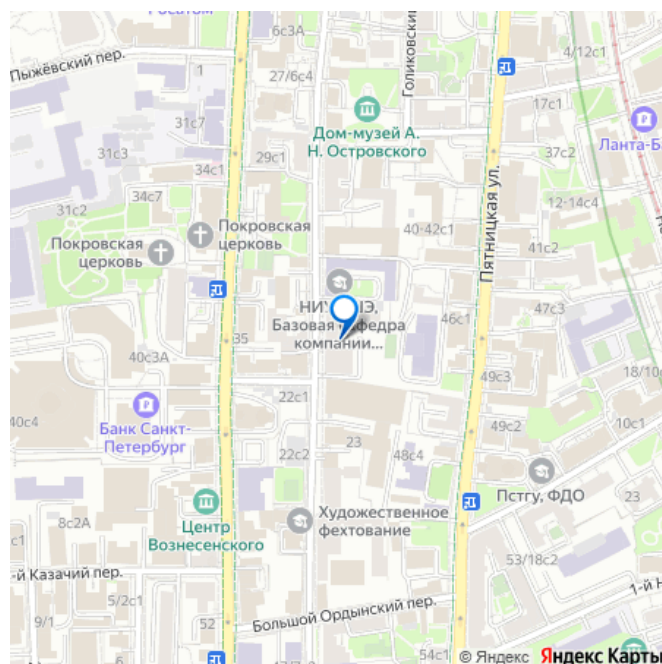 Росатом
6с3А
Пыжёвский пер.
1
27/6с4
Голиковский
4/12с1
31с7
17с1
Дом-музей А.
Н. Островского
Ланта-Ба
31с3
34с1
29с1
37с2
Пятницкая ул.
34с7
12-14с4
31с2
Покровская
церковь
40-42с1
41с2
Покровская
церковь
47с3
Базовая кафедра
компании...
46с1
35
40с3А
49с3
18/10
22с1
Банк Санкт-
Петербург
40с4
49с2
10с1
23
22с2
48с4
Пстгу, ФДО
23
8с2А
Центр
Вознесенского
Художественное
фехтование
53/18с2
-й Казачий пер.
1-й Н
5/2с1
9/1
52
Большой Ордынский пер.
54с1
© Яндекс Яндекс Карты